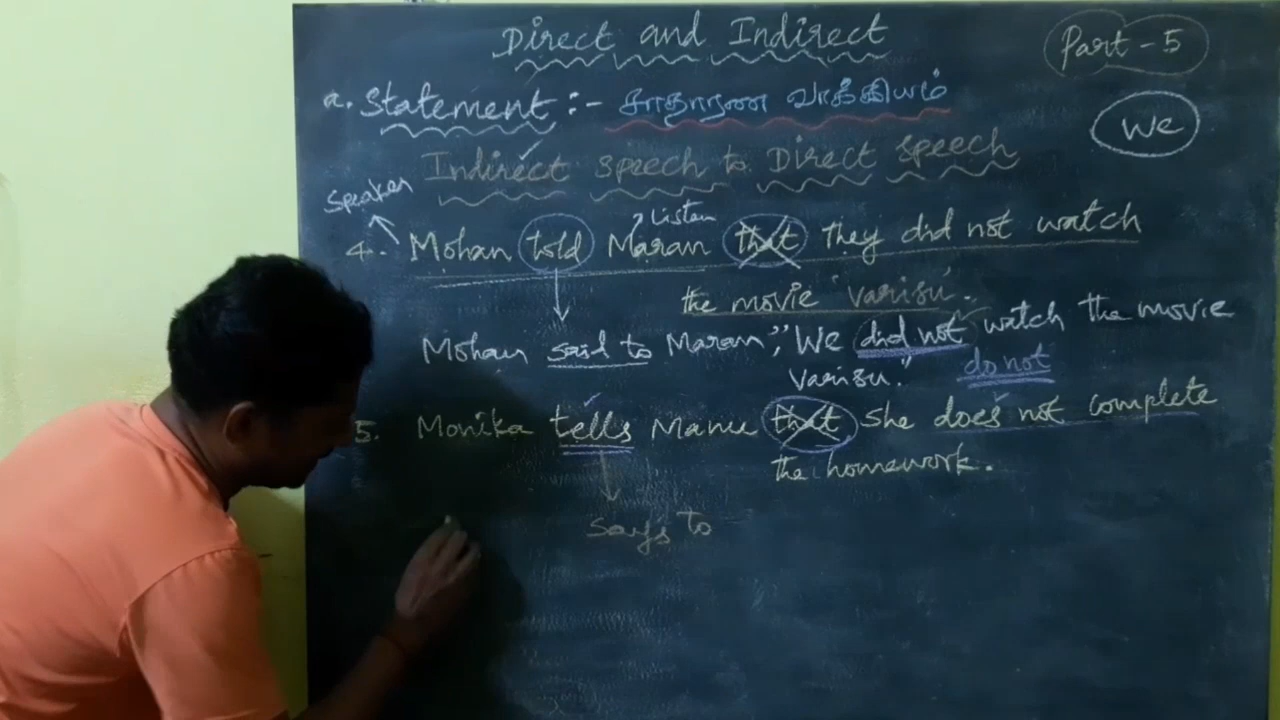 Direct and Indirect
Part - 5
a. Statement :- சாதாரண வாக்கியம்
We
Indirect speech to Direct speech
Speaker
Listen
4. Mohan told Maran that they did not watch
the movie 'Varisu'.
Mohan said to Maran, "We did not watch the movie
do not
Varisu."
5. Monika tells Manu that she does not complete
the homework.
says to